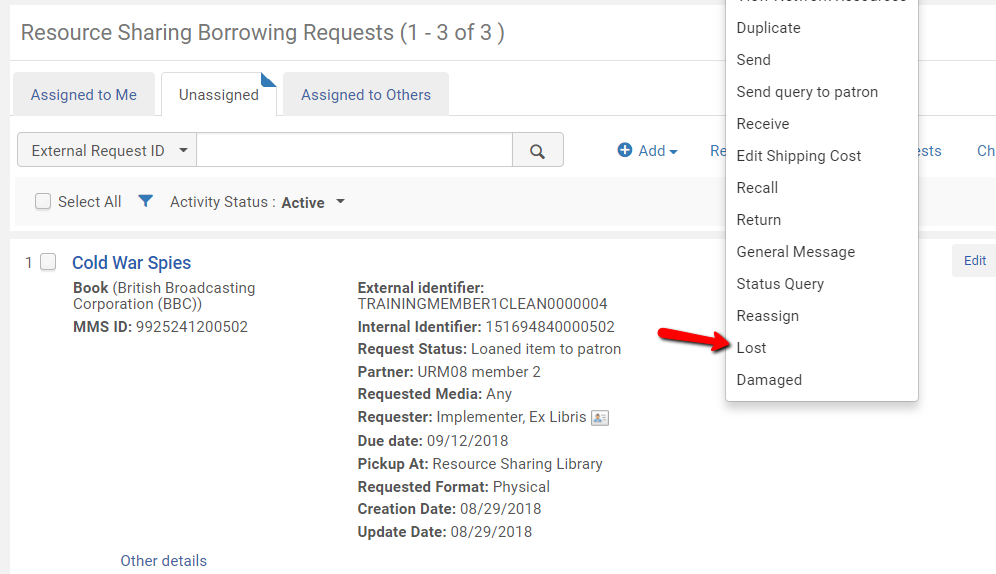 Resource Sharing Borrowing Requests (1 - 3 of 3 )
Assigned to Me
Unassigned
Assigned to Others
External Request ID
Add
Re
ests
Ch
Select All
Activity Status : Active
1
Cold War Spies
Book (British Broadcasting
Corporation (BBC))
MMS ID: 9925241200502
External identifier:
TRAININGMEMBER1CLEAN0000004
Internal Identifier: 151694840000502
Request Status: Loaned item to patron
Partner: URM08 member 2
Requested Media: Any
Requester: Implementer, Ex Libris
Due date: 09/12/2018
Pickup At: Resource Sharing Library
Requested Format: Physical
Creation Date: 08/29/2018
Update Date: 08/29/2018
Other details
Edit
Duplicate
Send
Send query to patron
Receive
Edit Shipping Cost
Recall
Return
General Message
Status Query
Reassign
Lost
Damaged